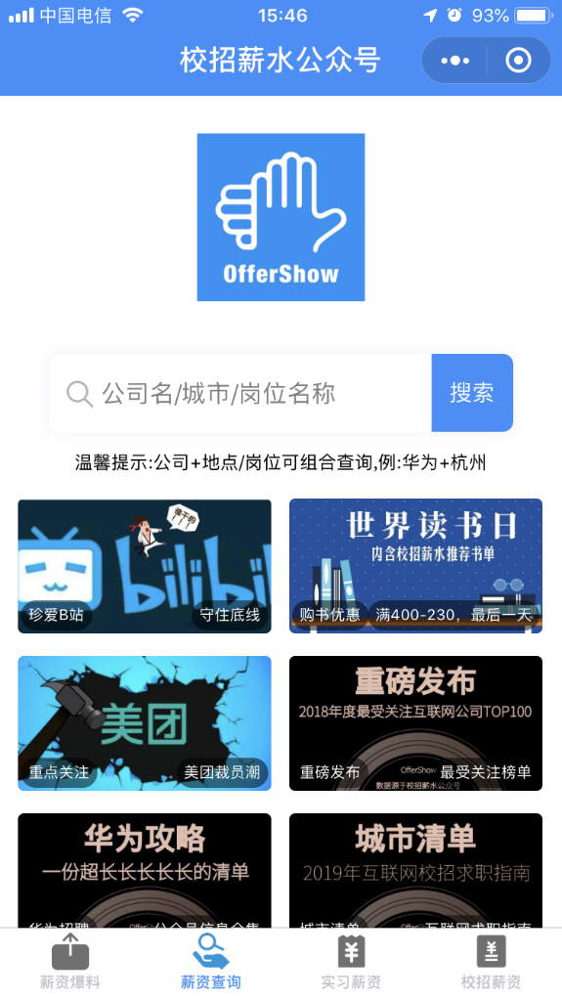 中国电信
15:46
93%
校招薪水公众号
OfferShow
公司名/城市/岗位名称
搜索
温馨提示:公司+地点/岗位可组合查询,例:华为+杭州
谁干的
bilibili
珍爱B站
守住底线
世界读书日
内含校招薪水推荐书单
购书优惠
满400-230，最后一天
美团
重点关注
美团裁员潮
重磅发布
2018年度最受关注互联网公司TOP100
OfferShow
数据源于校招薪水公众号
重磅发布
最受关注榜单
华为攻略
一份超长长长长长的清单
华为招聘
公众号信息合集
城市清单
2019年互联网校招求职指南
城市清单
互联网求职指南
薪资爆料
薪资查询
实习薪资
校招薪资